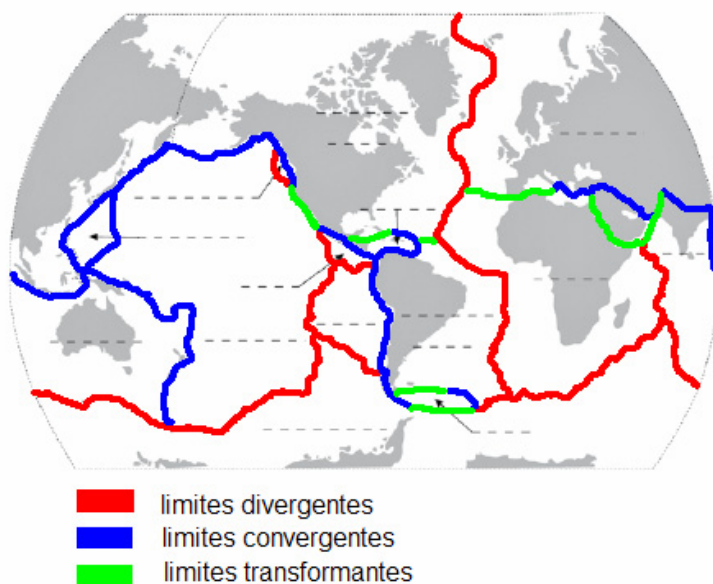 limites divergentes
limites convergentes
limites transformantes